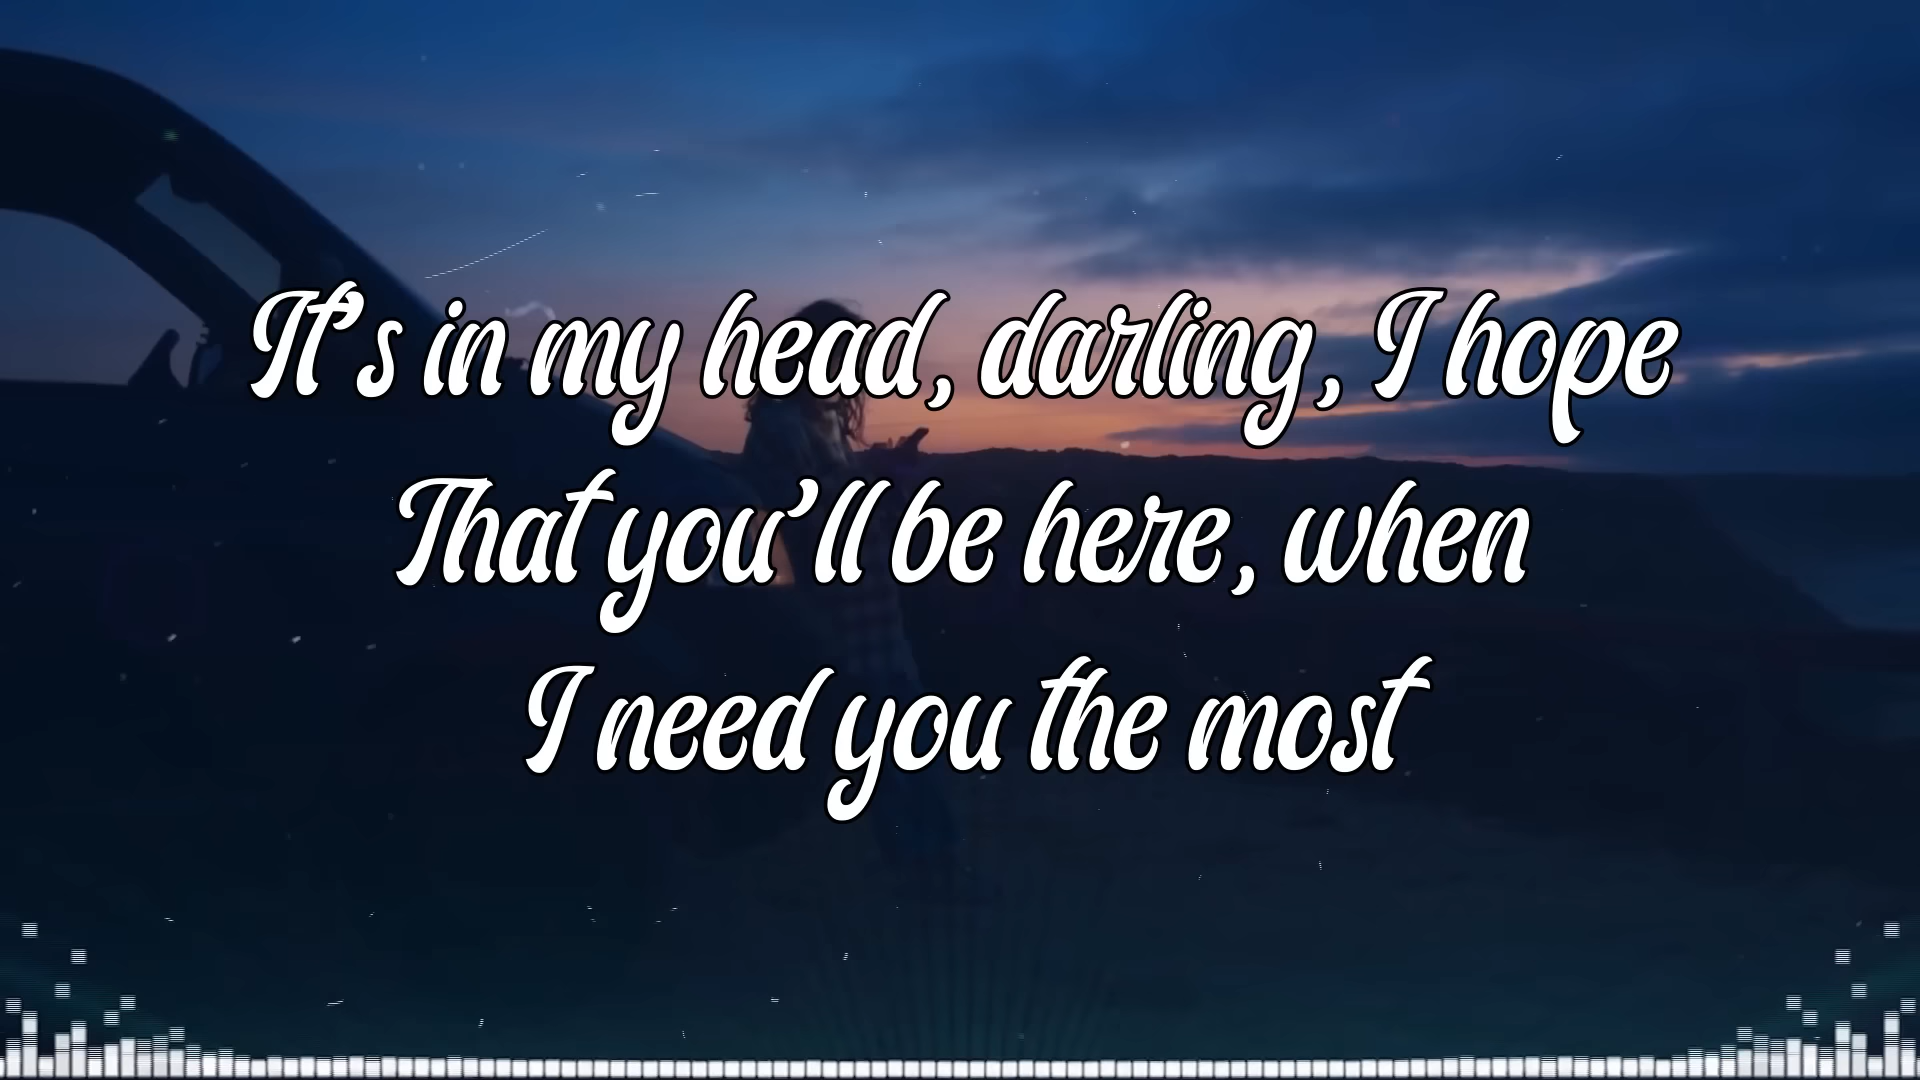 It's in my head, darling, I hope
That you'll be here, when
I need you the most